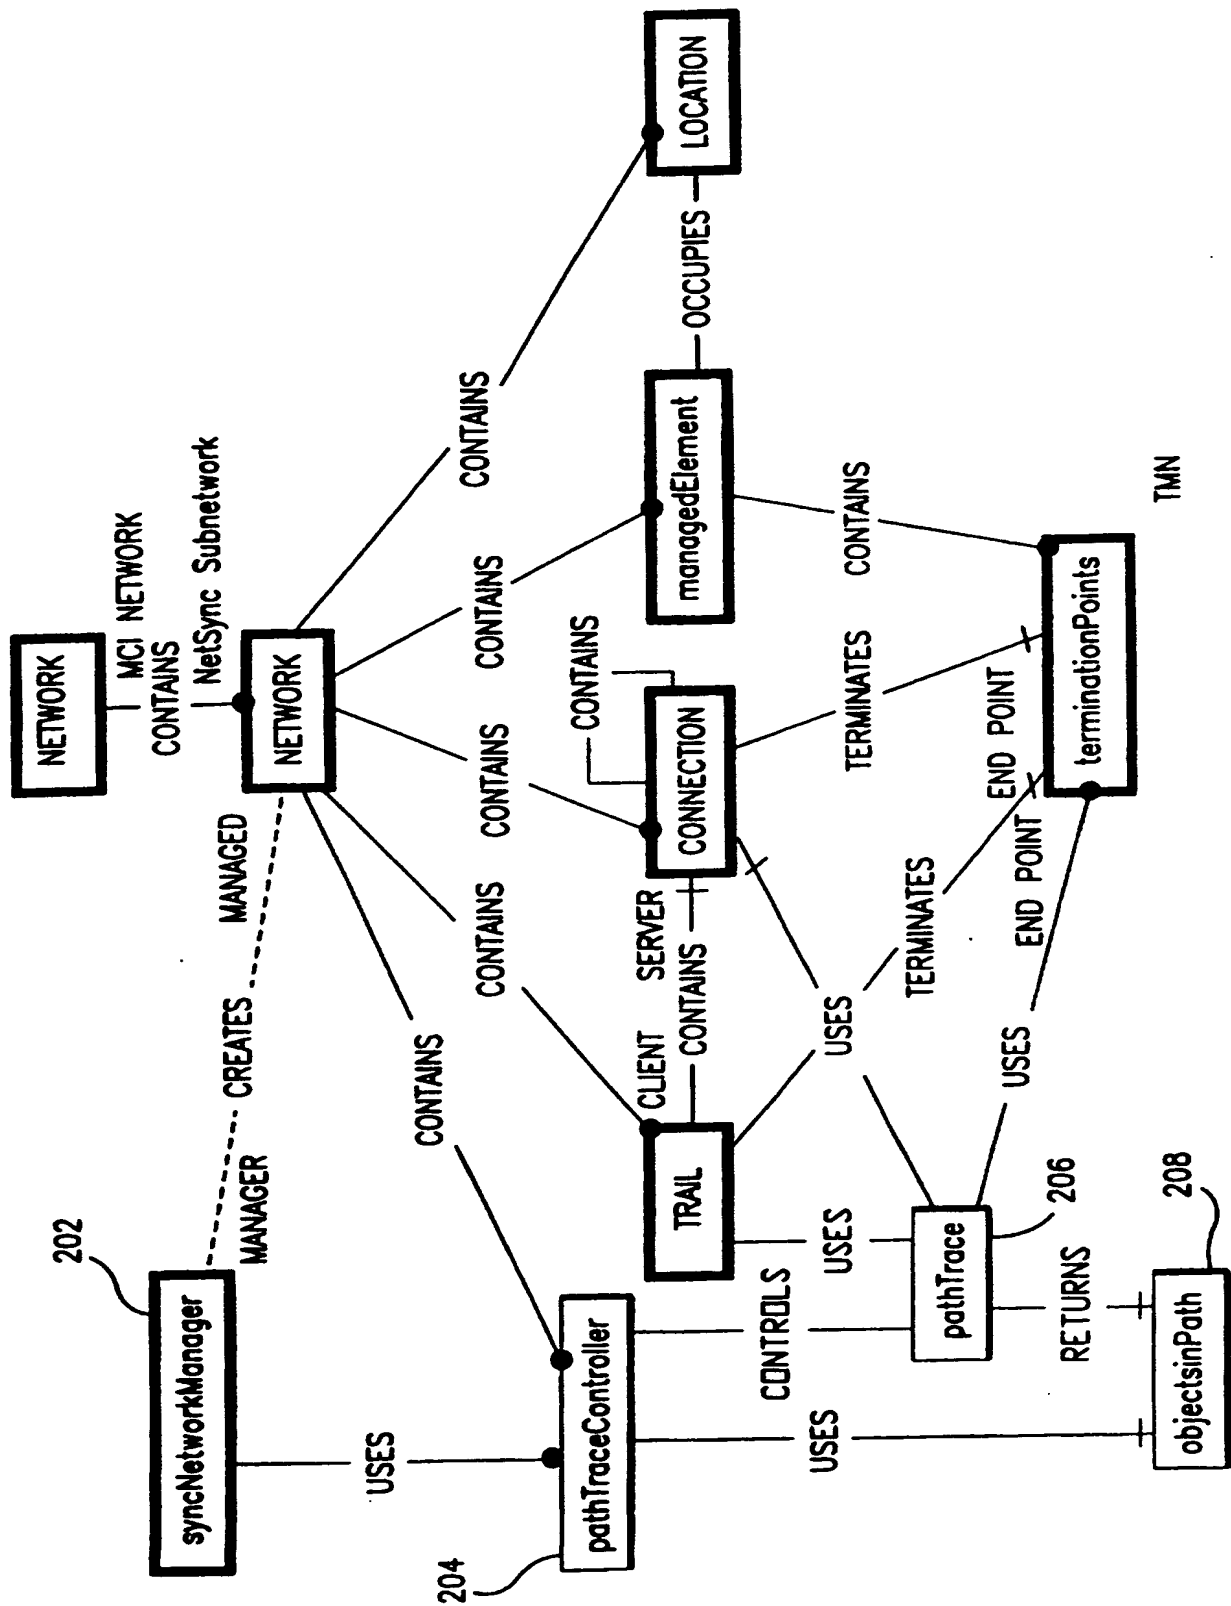 NETWORK
MCI NETWORK
CONTAINS
NetSync Subnetwork
202
syncNetworkManager
MANAGER
CREATES
MANAGED
NETWORK
USES
CONTAINS
CONTAINS
CONTAINS
CONTAINS
CONTAINS
204
pathTraceController
TRAIL
CLIENT
SERVER
CONTAINS
CONNECTION
CONTAINS
managedElement
OCCUPIES
LOCATION
CONTROLS
USES
USES
TERMINATES
TERMINATES
CONTAINS
USES
pathTrace
206
USES
END POINT
END POINT
terminationPoints
RETURNS
objectsinPath
208
TMN